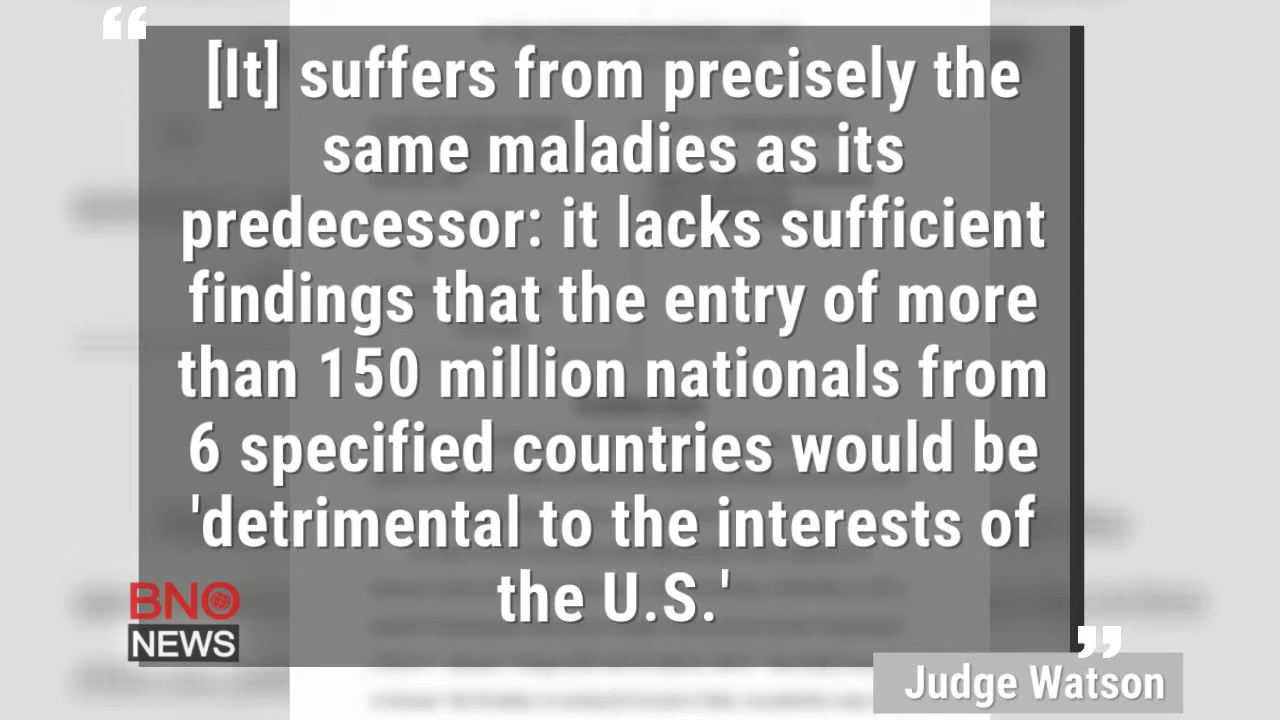 “
[It] suffers from precisely the
same maladies as its
predecessor: it lacks sufficient
findings that the entry of more
than 150 million nationals from
6 specified countries would be
'detrimental to the interests of
the U.S.'
”
BNO
NEWS
Judge Watson